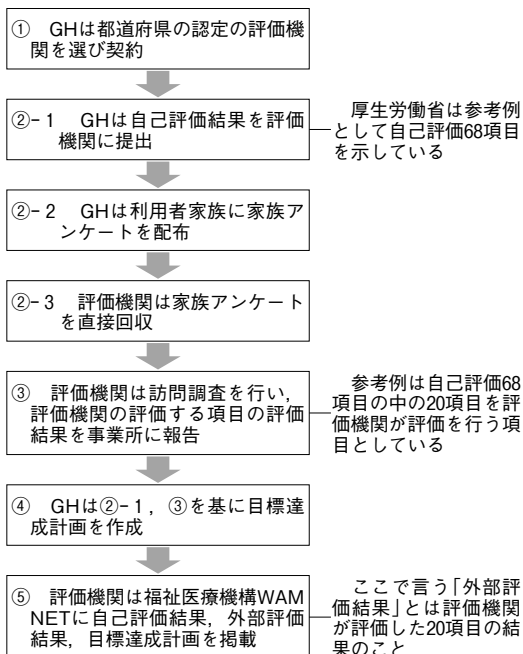 ① GHは都道府県の認定の評価機
関を選び契約
②-1 GHは自己評価結果を評価
機関に提出
厚生労働省は参考例
として自己評価68項目
を示している
②-2 GHは利用者家族に家族ア
ンケートを配布
②-3 評価機関は家族アンケート
を直接回収
③ 評価機関は訪問調査を行い，
評価機関の評価する項目の評価
結果を事業所に報告
参考例は自己評価68
項目の中の20項目を評
価機関が評価を行う項
目としている
④ GHは②-1，③を基に目標達
成計画を作成
⑤ 評価機関は福祉医療機構WAM
NETに自己評価結果，外部評価
結果，目標達成計画を掲載
ここで言う「外部評
価結果」とは評価機関
が評価した20項目の結
果のこと